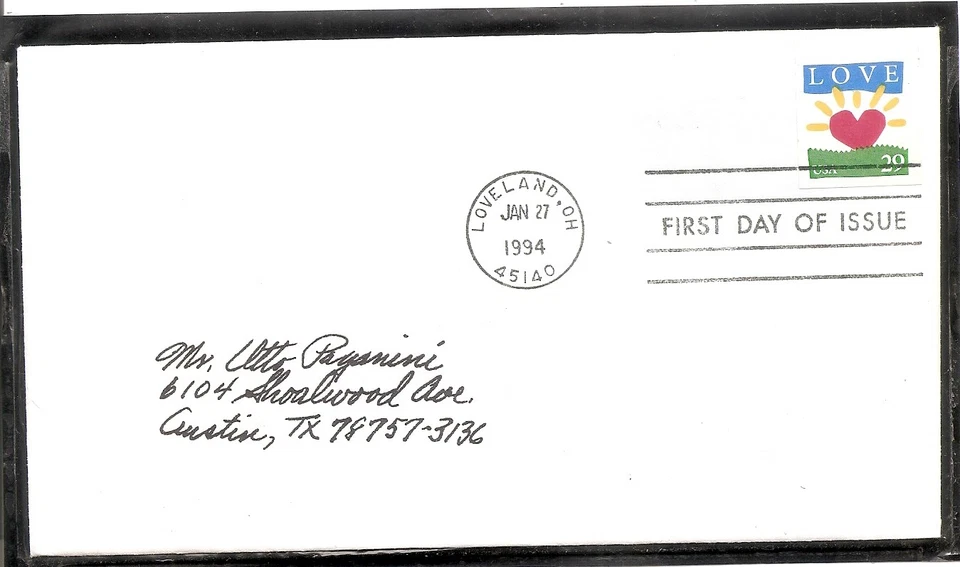 LOVE
USA 29
LOVELAND, OH
JAN 27
1994
45140
FIRST DAY OF ISSUE
Mr. Otto Paganini
6104 Shoalwood Ave.
Austin, TX 78757-3136